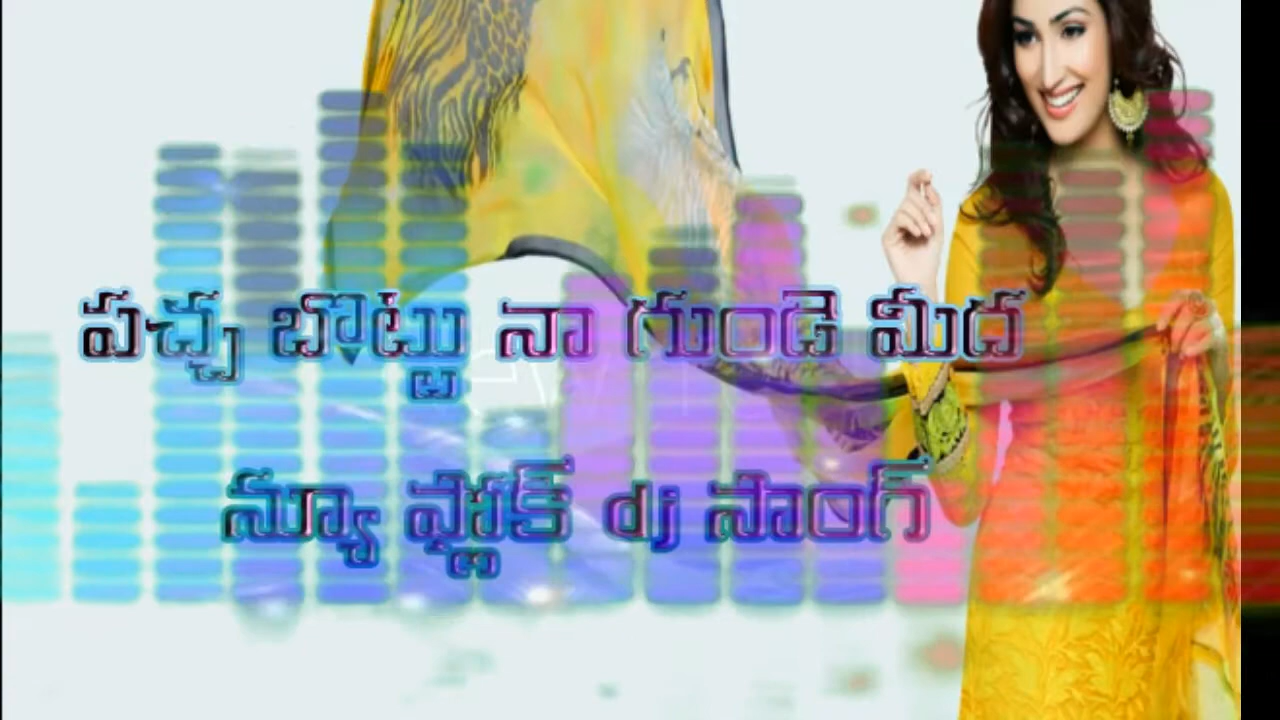 పచ్చ బొట్టు నా గుండె మీద
న్యూ ఫ్లోక్ dj సాంగ్